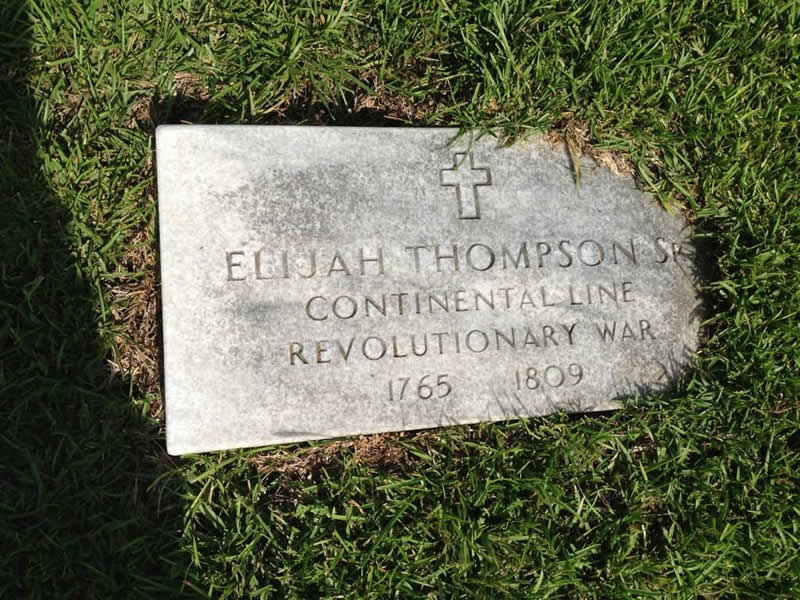 ELIJAH THOMPSON SR
CONTINENTAL LINE
REVOLUTIONARY WAR
1765 1809